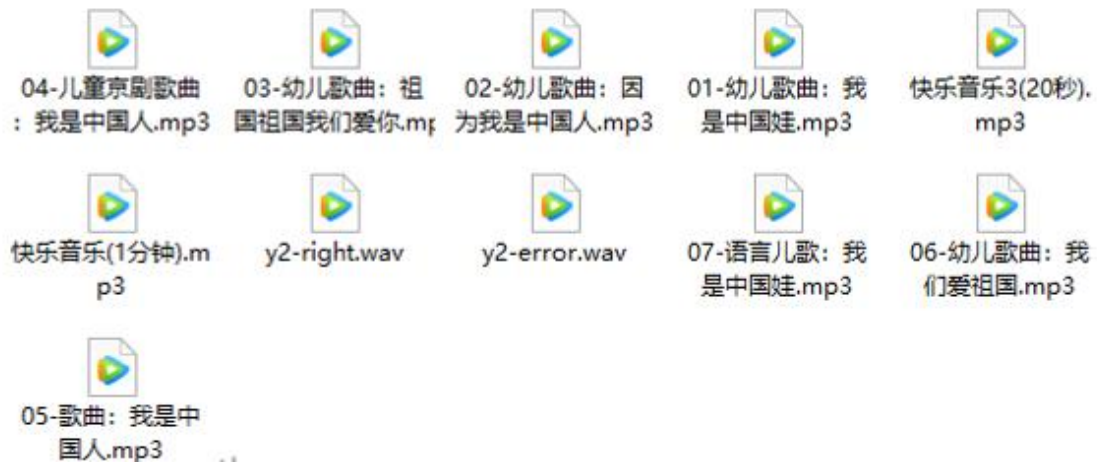 04-儿童京剧歌曲
：我是中国人.mp3
03-幼儿歌曲：祖
国祖国我们爱你.mp
02-幼儿歌曲：因
为我是中国人.mp3
01-幼儿歌曲：我
是中国娃.mp3
快乐音乐3(20秒).
mp3
快乐音乐(1分钟).m
p3
y2-right.wav
y2-error.wav
07-语言儿歌：我
是中国娃.mp3
06-幼儿歌曲：我
们爱祖国.mp3
05-歌曲：我是中
国人.mp3